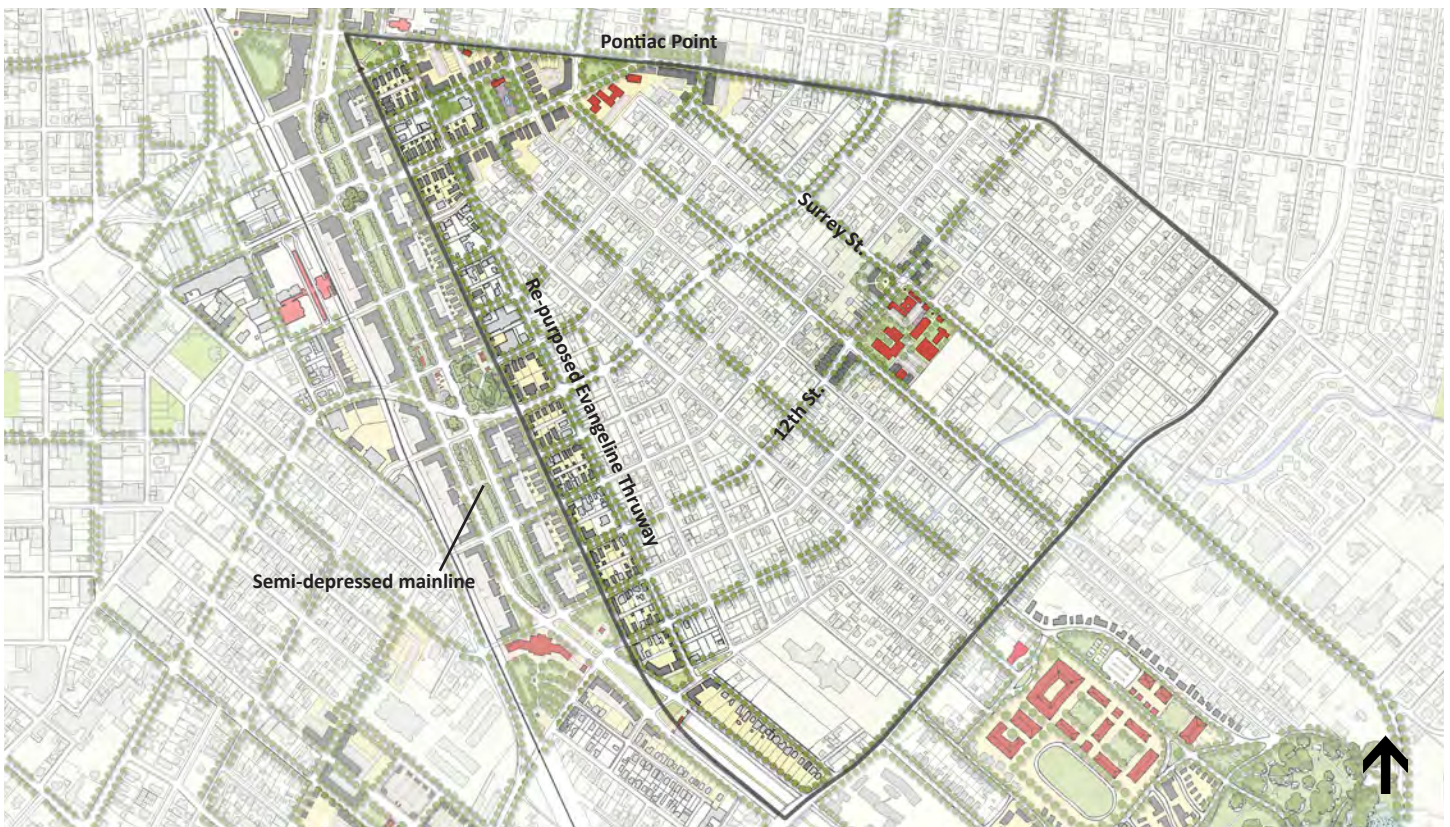 Pontiac Point
Surrey St.
Re-purposed Evangeline Thruway
12th St.
Semi-depressed mainline